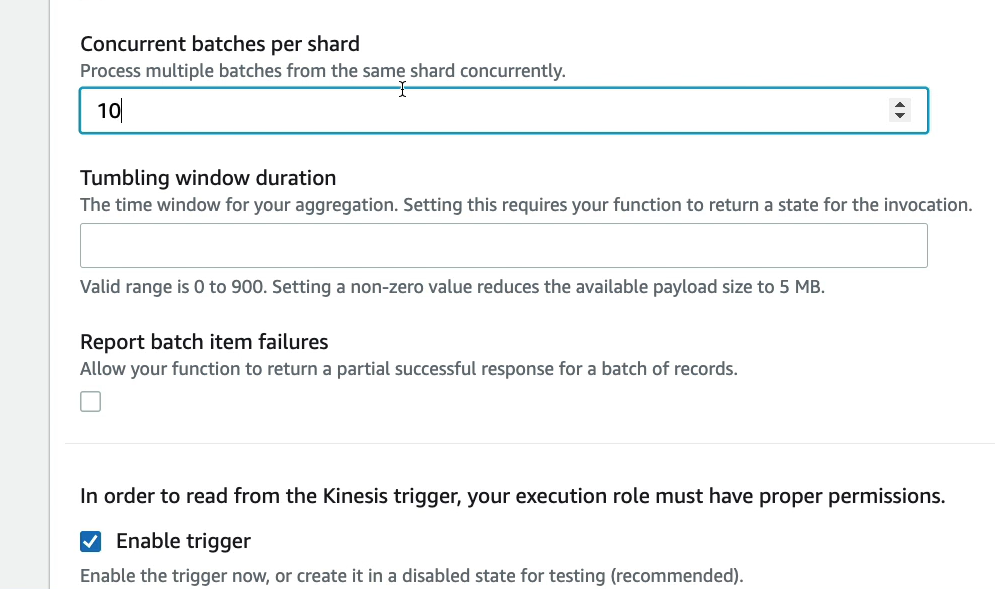 Concurrent batches per shard
Process multiple batches from the same shard concurrently.
10
Tumbling window duration
The time window for your aggregation. Setting this requires your function to return a state for the invocation.
Valid range is 0 to 900. Setting a non-zero value reduces the available payload size to 5 MB.
Report batch item failures
Allow your function to return a partial successful response for a batch of records.
In order to read from the Kinesis trigger, your execution role must have proper permissions.
Enable trigger
Enable the trigger now, or create it in a disabled state for testing (recommended).